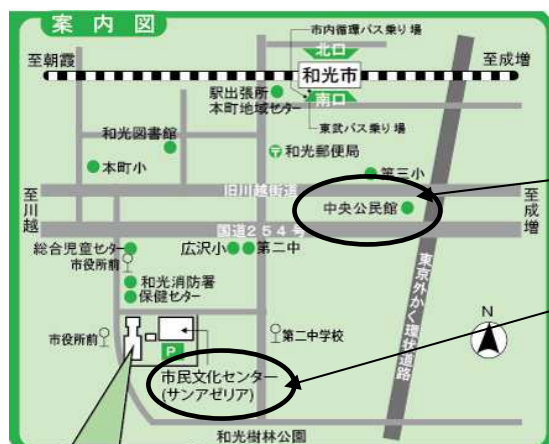 案内図
市内循環バス乗り場
北口
至朝霞
和光市
至成増
駅出張所
本町地域センター
南口
東武バス乗り場
和光図書館
和光郵便局
本町小
第三小
旧川越街道
至川越
中央公民館
至成増
国道254号
総合児童センター
広沢小
第二中
市役所前
和光消防署
保健センター
東京外かく環状道路
N
市役所前
P
第二中学校
市民文化センター
(サンアゼリア)
和光樹林公園